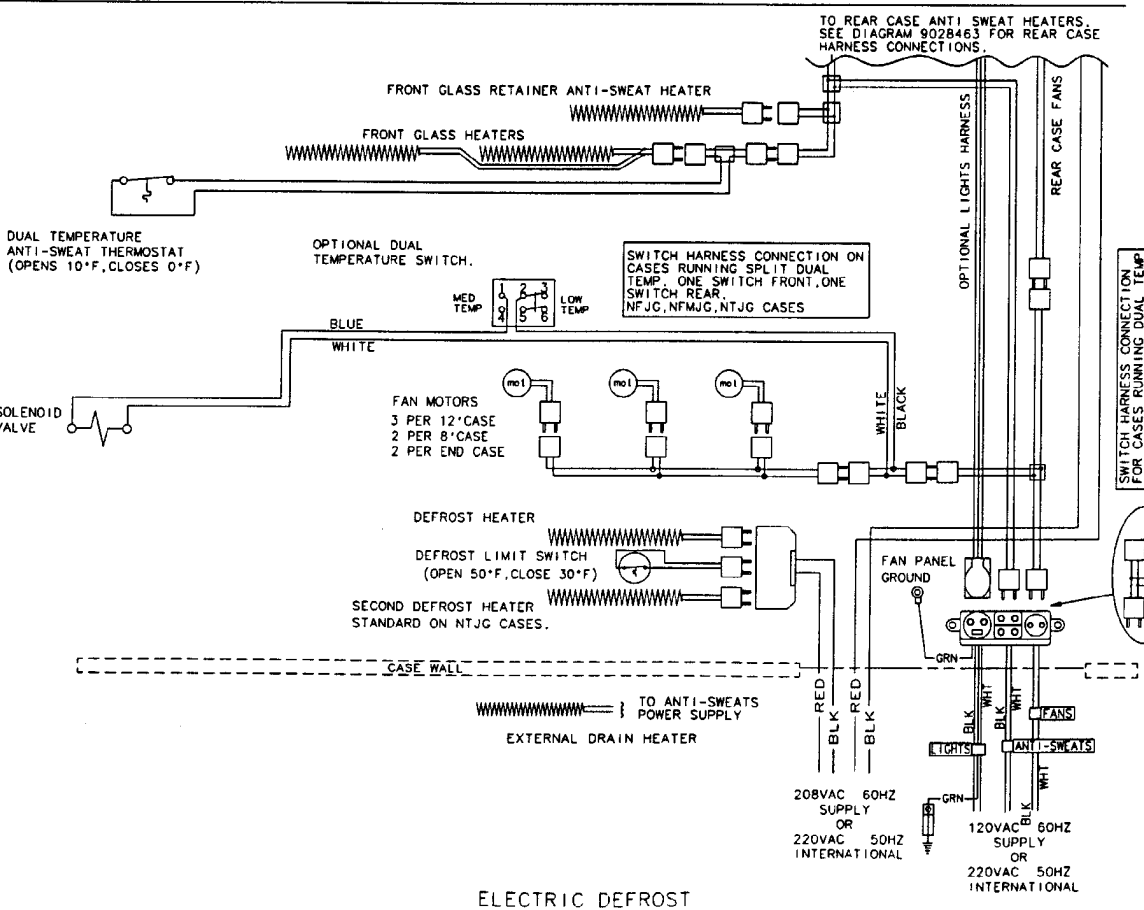 TO REAR CASE ANTI SWEAT HEATERS.
SEE DIAGRAM 9028463 FOR REAR CASE
HARNESS CONNECTIONS.
FRONT GLASS RETAINER ANTI-SWEAT HEATER
FRONT GLASS HEATERS
OPTIONAL LIGHTS HARNESS
REAR CASE FANS
DUAL TEMPERATURE
ANTI-SWEAT THERMOSTAT
(OPENS 10°F,CLOSES 0°F)
OPTIONAL DUAL
TEMPERATURE SWITCH.
SWITCH HARNESS CONNECTION ON
CASES RUNNING SPLIT DUAL
TEMP. ONE SWITCH FRONT,ONE
SWITCH REAR.
NFJG,NFMJG,NTJG CASES
SWITCH HARNESS CONNECTION
FOR CASES RUNNING DUAL TEMP
1 2 3
MED
TEMP
LOW
TEMP
4 5 6
BLUE
WHITE
SOLENOID
VALVE
mot
mot
mot
FAN MOTORS
3 PER 12'CASE
2 PER 8'CASE
2 PER END CASE
WHITE
BLACK
DEFROST HEATER
DEFROST LIMIT SWITCH
(OPEN 50°F,CLOSE 30°F)
SECOND DEFROST HEATER
STANDARD ON NTJG CASES.
FAN PANEL
GROUND
GRN
CASE WALL
TO ANTI-SWEATS
POWER SUPPLY
EXTERNAL DRAIN HEATER
RED
BLK
RED
BLK
BLK
WHT
BLK
WHT
FANS
LIGHTS
ANTI-SWEATS
WHT
BLK
GRN
208VAC 60HZ
SUPPLY
OR
220VAC 50HZ
INTERNATIONAL
120VAC 60HZ
SUPPLY
OR
220VAC 50HZ
INTERNATIONAL
ELECTRIC DEFROST